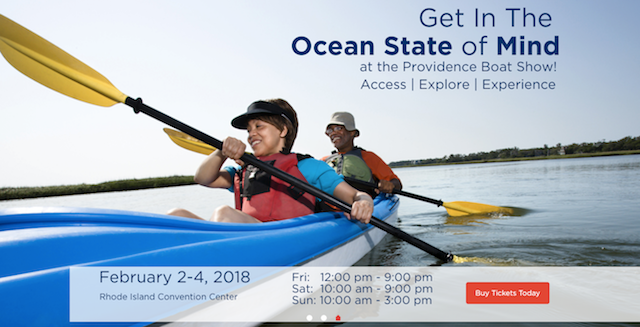 Get In The
Ocean State of Mind
at the Providence Boat Show!
Access | Explore | Experience
February 2-4, 2018
Rhode Island Convention Center
Fri: 12:00 pm - 9:00 pm
Sat: 10:00 am - 9:00 pm
Sun: 10:00 am - 3:00 pm
Buy Tickets Today